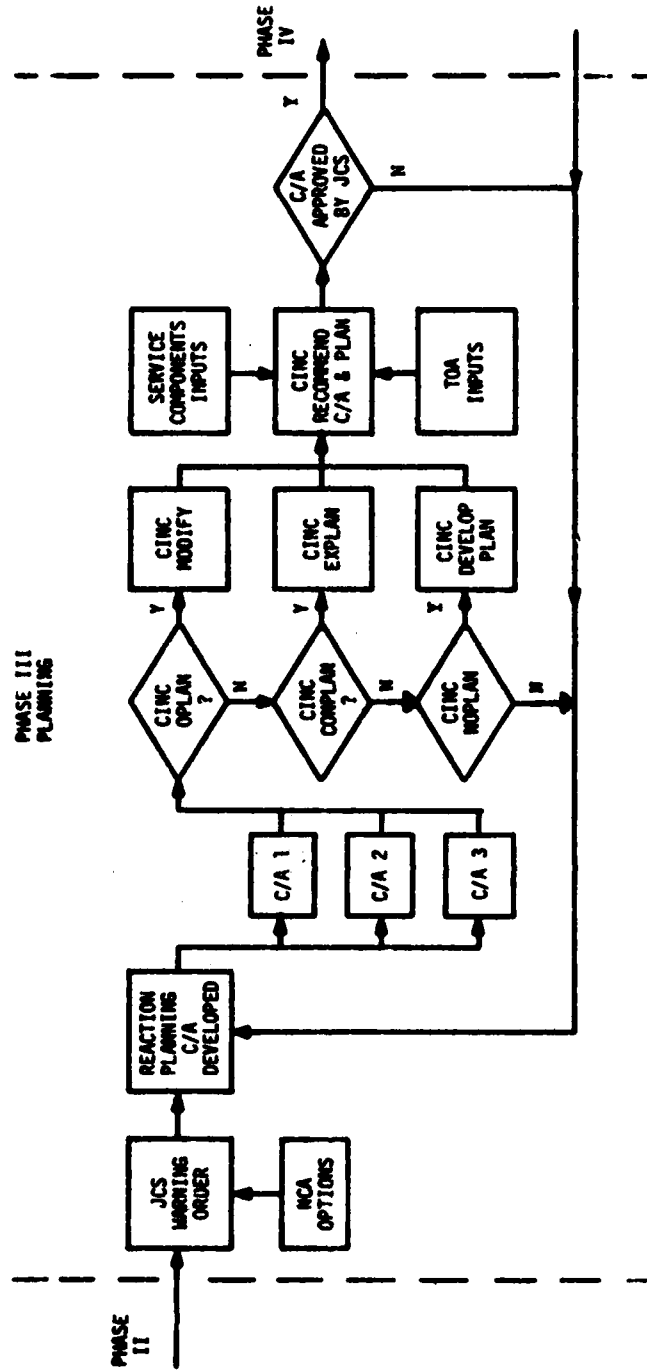 PHASE III
PLANNING
PHASE
II
JCS
WARNING
ORDER
NCA
OPTIONS
REACTION
PLANNING
C/A
DEVELOPED
C/A 1
C/A 2
C/A 3
CINC
OPLAN
?
Y
N
CINC
CONPLAN
?
Y
N
CINC
NOPLAN
Y
N
CINC
MODIFY
CINC
EXPLAN
CINC
DEVELOP
PLAN
SERVICE
COMPONENTS
INPUTS
CINC
RECOMMEND
C/A & PLAN
TOA
INPUTS
C/A
APPROVED
BY JCS
Y
N
PHASE
IV